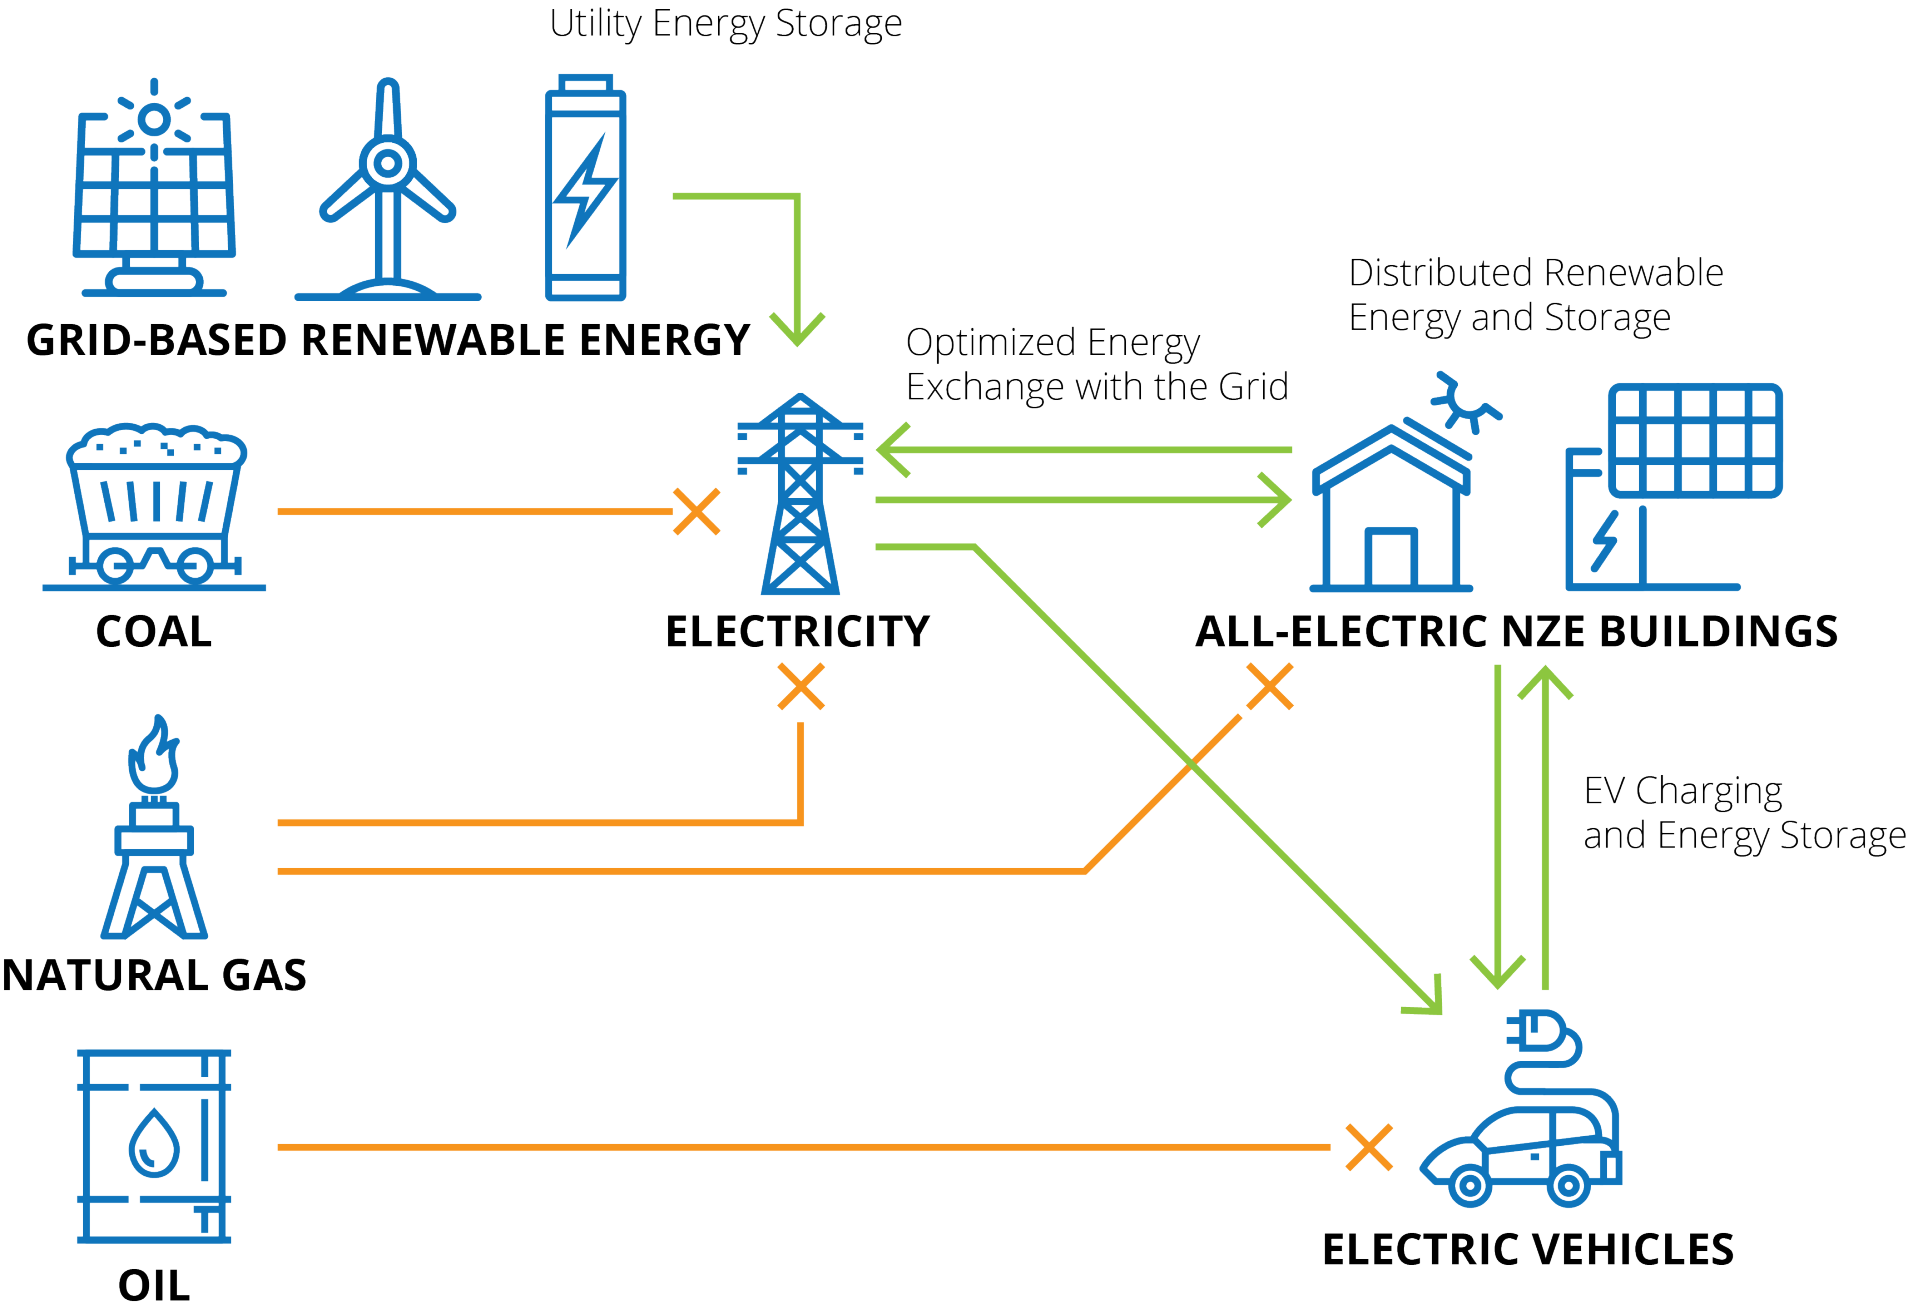 Utility Energy Storage
GRID-BASED RENEWABLE ENERGY
Distributed Renewable
Energy and Storage
Optimized Energy
Exchange with the Grid
COAL
ELECTRICITY
ALL-ELECTRIC NZE BUILDINGS
EV Charging
and Energy Storage
NATURAL GAS
ELECTRIC VEHICLES
OIL